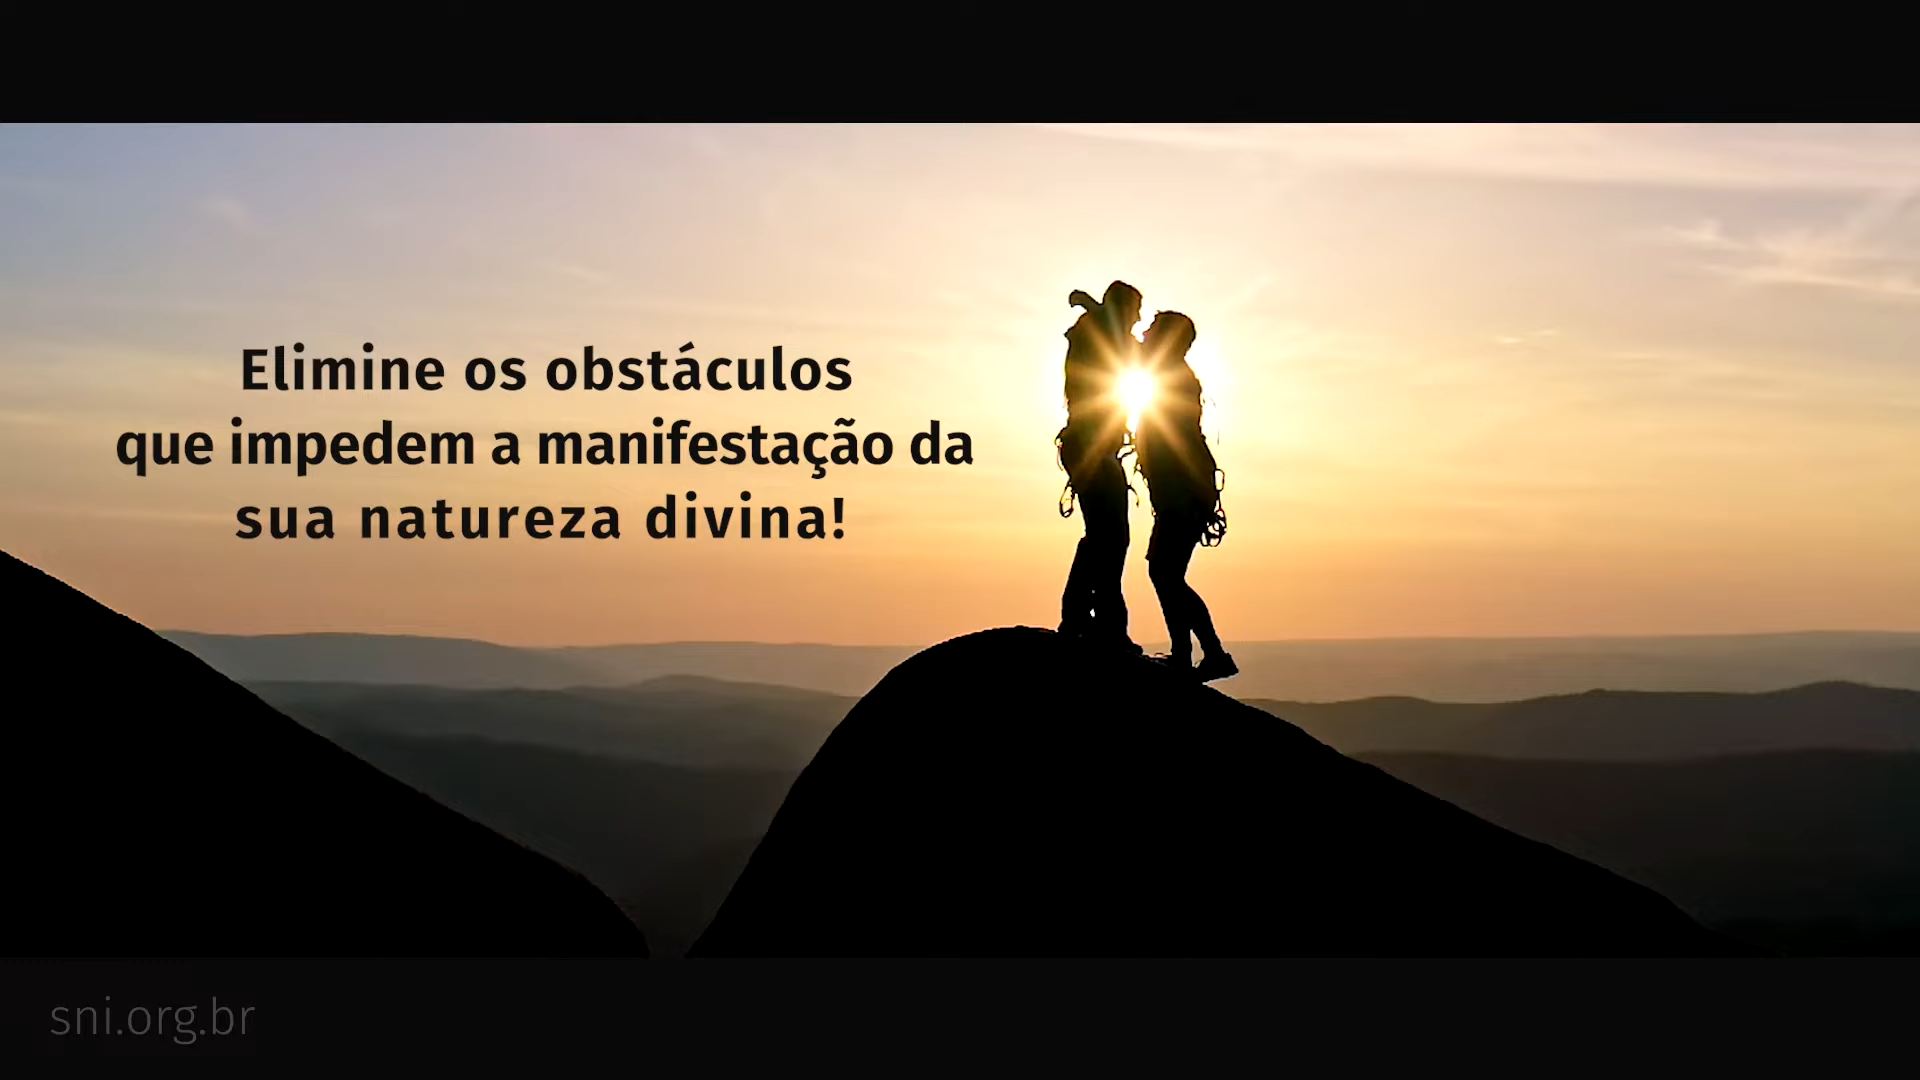 Elimine os obstáculos
que impedem a manifestação da
sua natureza divina!
sni.org.br